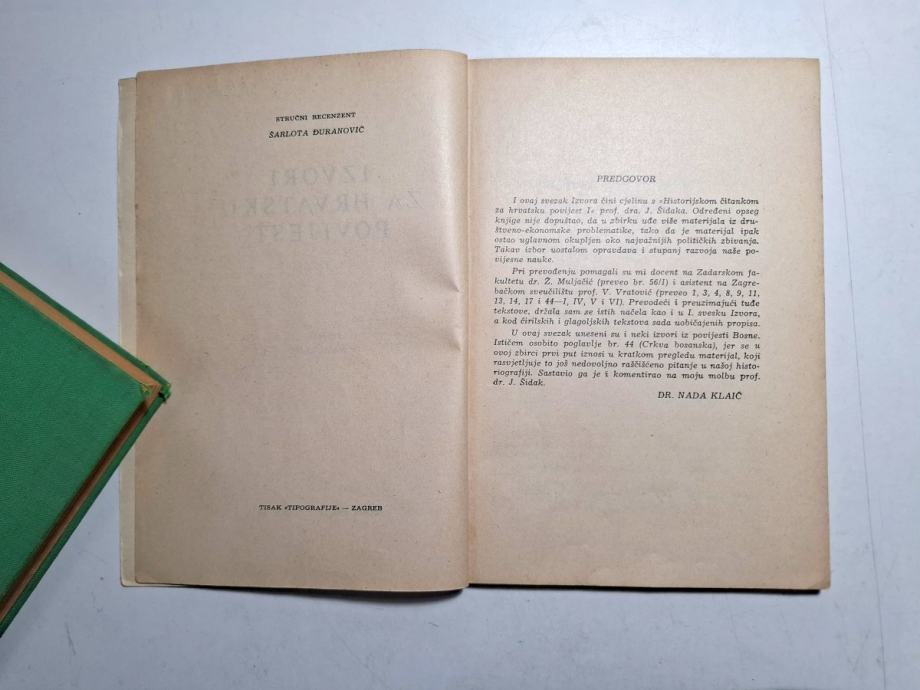 STRUČNI RECENZENT
ŠARLOTA ĐURANOVIĆ
IZVORI
ZA HRVATSKU
POVIJEST
TISAK »TIPOGRAFIJE« — ZAGREB
PREDGOVOR
I ovaj svezak Izvora čini cjelinu s »Historijskom čitankom
za hrvatsku povijest I« prof. dra. J. Šidaka. Određeni opseg
knjige nije dopuštao, da u zbirku uđe više materijala iz dru-
štveno-ekonomske problematike, tako da je materijal ipak
ostao uglavnom okupljen oko najvažnijih političkih zbivanja.
Takav izbor uostalom opravdava i stupanj razvoja naše po-
vijesne nauke.
Pri prevođenju pomagali su mi docent na Zadarskom fa-
kultetu dr. Ž. Muljačić (preveo br. 56/I) i asistent na Zagre-
bačkom sveučilištu prof. V. Vratović (preveo 1, 3, 4, 8, 9, 11,
13, 14, 17 i 44—I, IV, V i VI). Prevodeći i preuzimajući tuđe
tekstove, držala sam se istih načela kao i u I. svesku Izvora,
a kod ćirilskih i glagoljskih tekstova sada uobičajenih propisa.
U ovaj svezak uneseni su i neki izvori iz povijesti Bosne.
Ističem osobito poglavlje br. 44 (Crkva bosanska), jer se u
ovoj zbirci prvi put iznosi u kratkom pregledu materijal, koji
rasvjetljuje to još nedovoljno raščišćeno pitanje u našoj histo-
riografiji. Sastavio ga je i komentirao na moju molbu prof.
dr. J. Šidak.
DR. NADA KLAIĆ